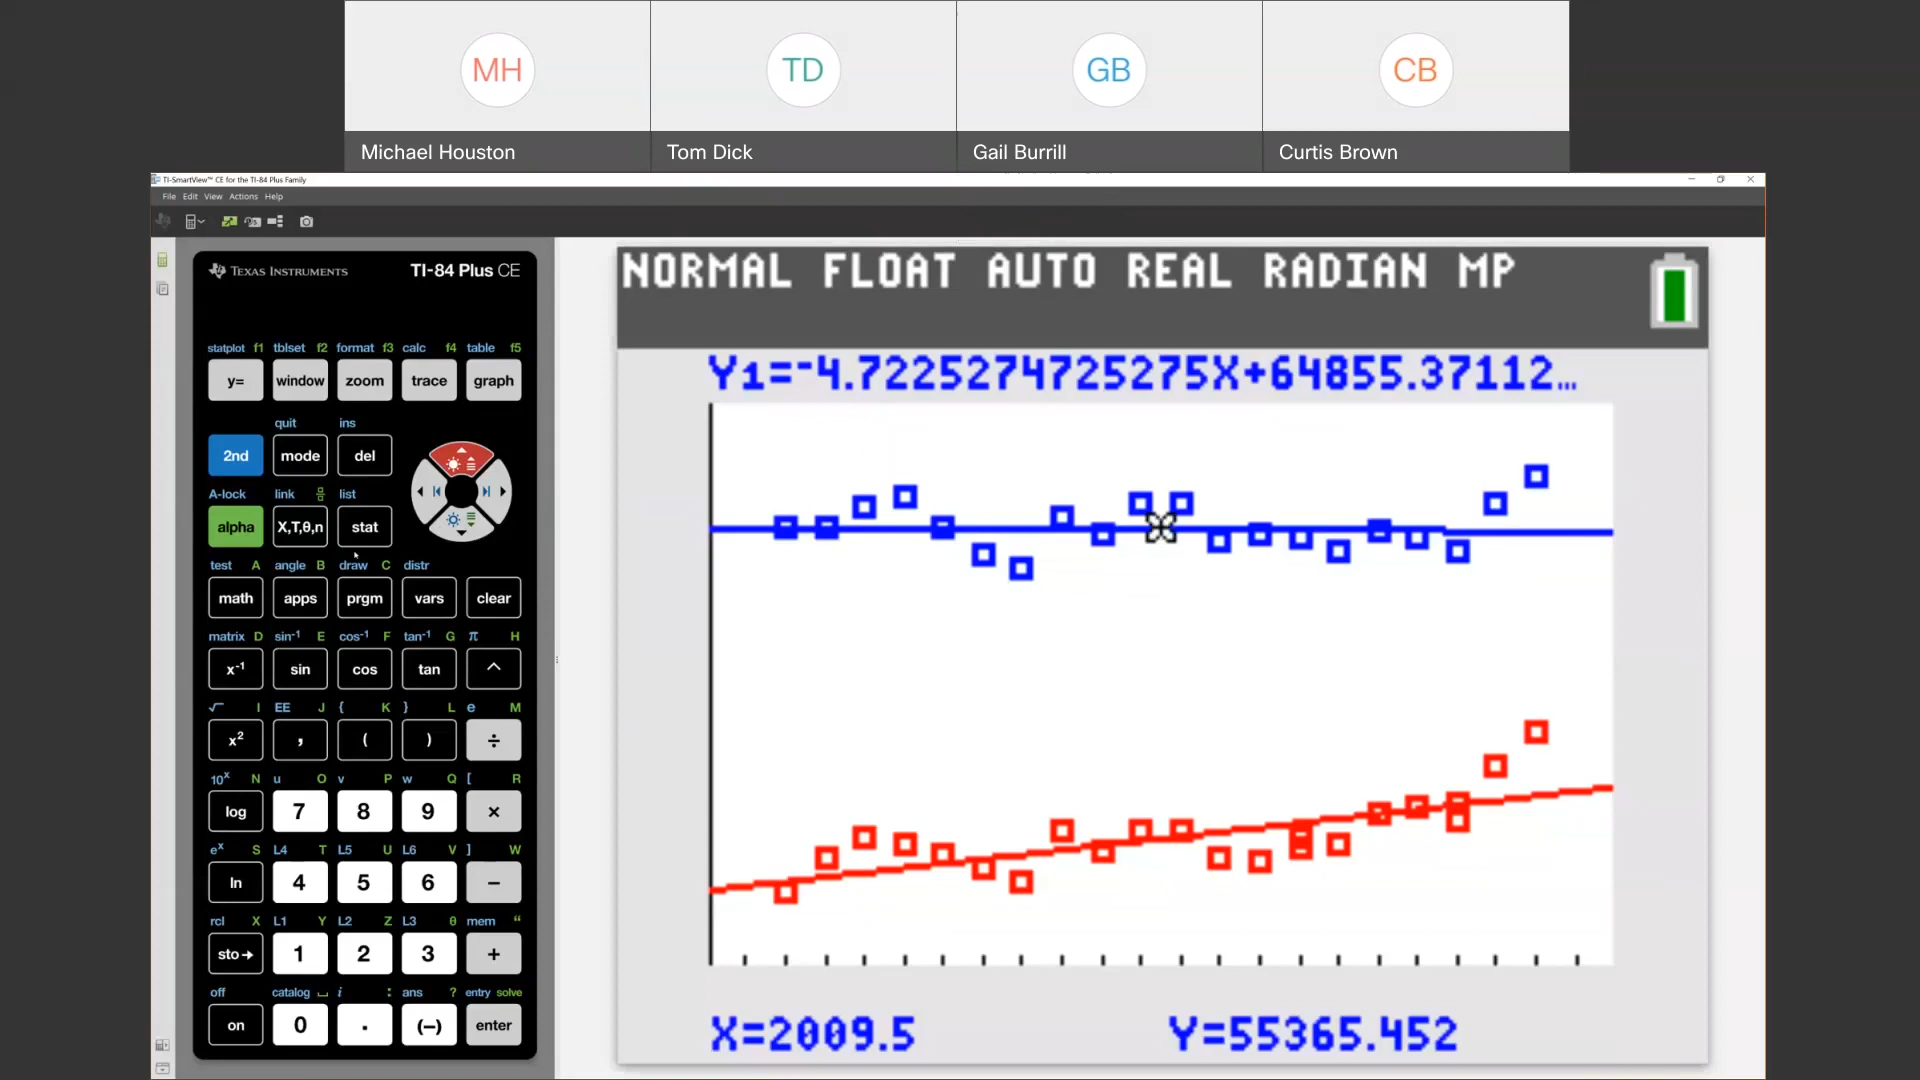 MH
TD
GB
CB
Michael Houston
Tom Dick
Gail Burrill
Curtis Brown
TI-SmartView™ CE for the TI-84 Plus Family
File Edit View Actions Help
TEXAS INSTRUMENTS
TI-84 Plus CE
statplot f1 tblset f2 format f3 calc f4 table f5
y= window zoom trace graph
quit ins
2nd mode del
A-lock link list
alpha X,T,θ,n stat
test A angle B draw C distr
math apps prgm vars clear
matrix D sin⁻¹ E cos⁻¹ F tan⁻¹ G π H
x⁻¹ sin cos tan ^
√ I EE J { K } L e M
x² , ( ) ÷
10ˣ N u O v P w Q [ R
log 7 8 9 ×
eˣ S L4 T L5 U L6 V ] W
ln 4 5 6 −
rcl X L1 Y L2 Z L3 θ mem “
sto→ 1 2 3 +
off catalog ⎵ i : ans ? entry solve
on 0 . (−) enter
NORMAL FLOAT AUTO REAL RADIAN MP
Y1=-4.7225274725275X+64855.37112...
X=2009.5 Y=55365.452